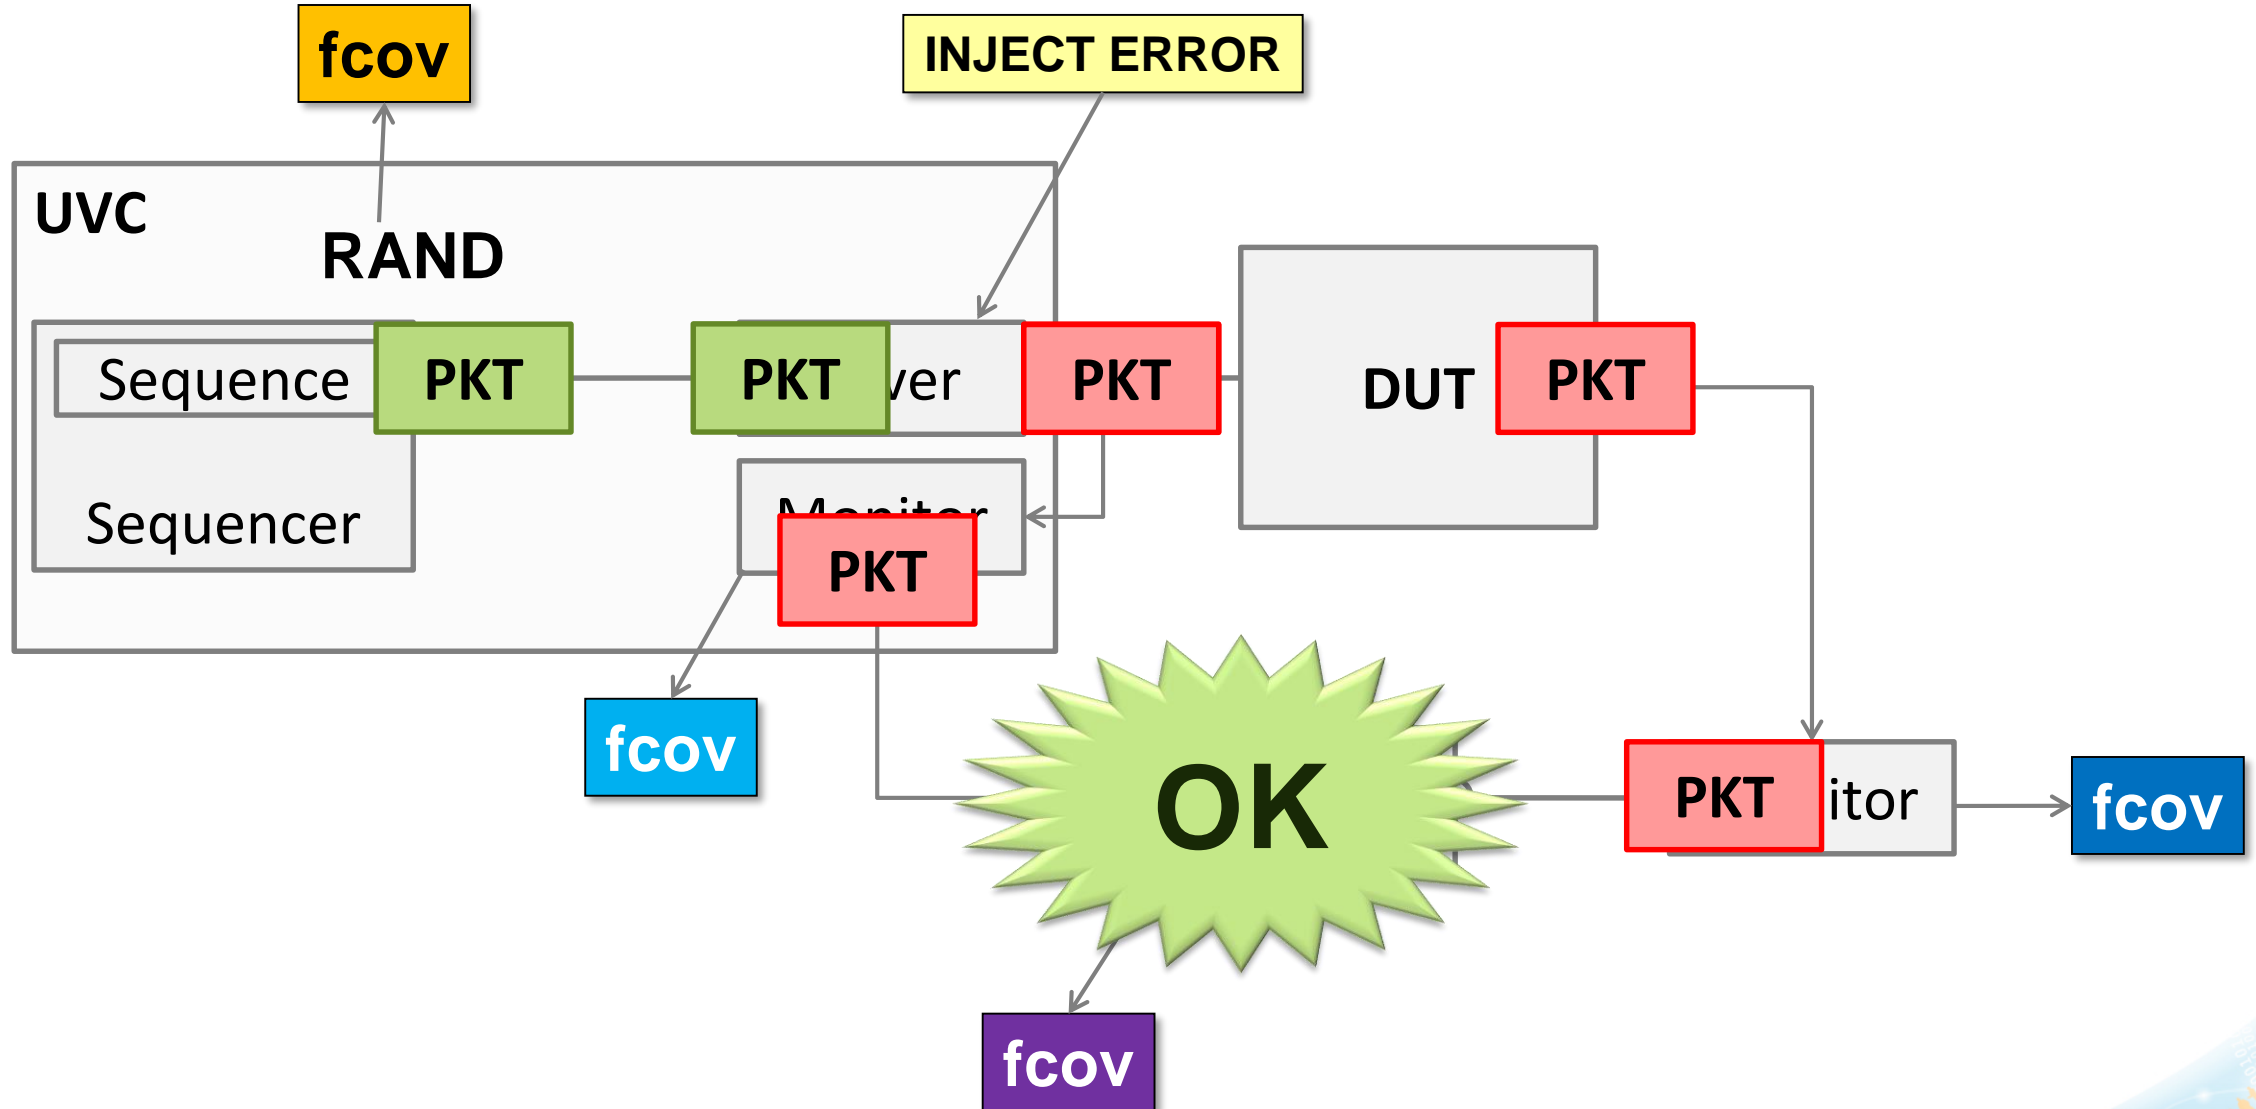 fcov
INJECT ERROR
UVC
RAND
Sequence
PKT
PKT
ver
PKT
DUT
PKT
Sequencer
Monitor
PKT
fcov
OK
PKT
itor
fcov
fcov